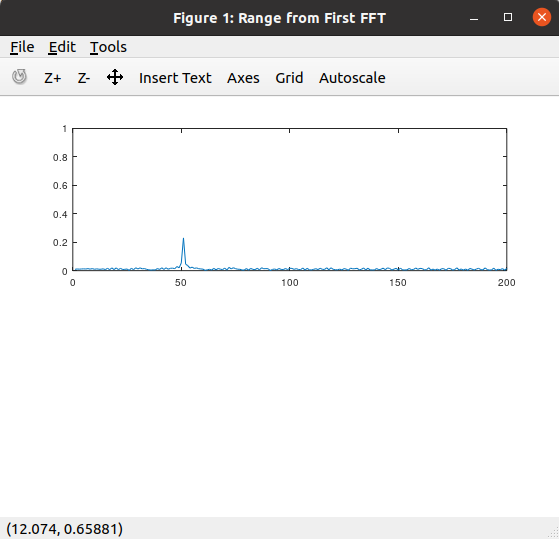 Figure 1: Range from First FFT
File Edit Tools
Z+ Z- Insert Text Axes Grid Autoscale
1
0.8
0.6
0.4
0.2
0
0 50 100 150 200
(12.074, 0.65881)